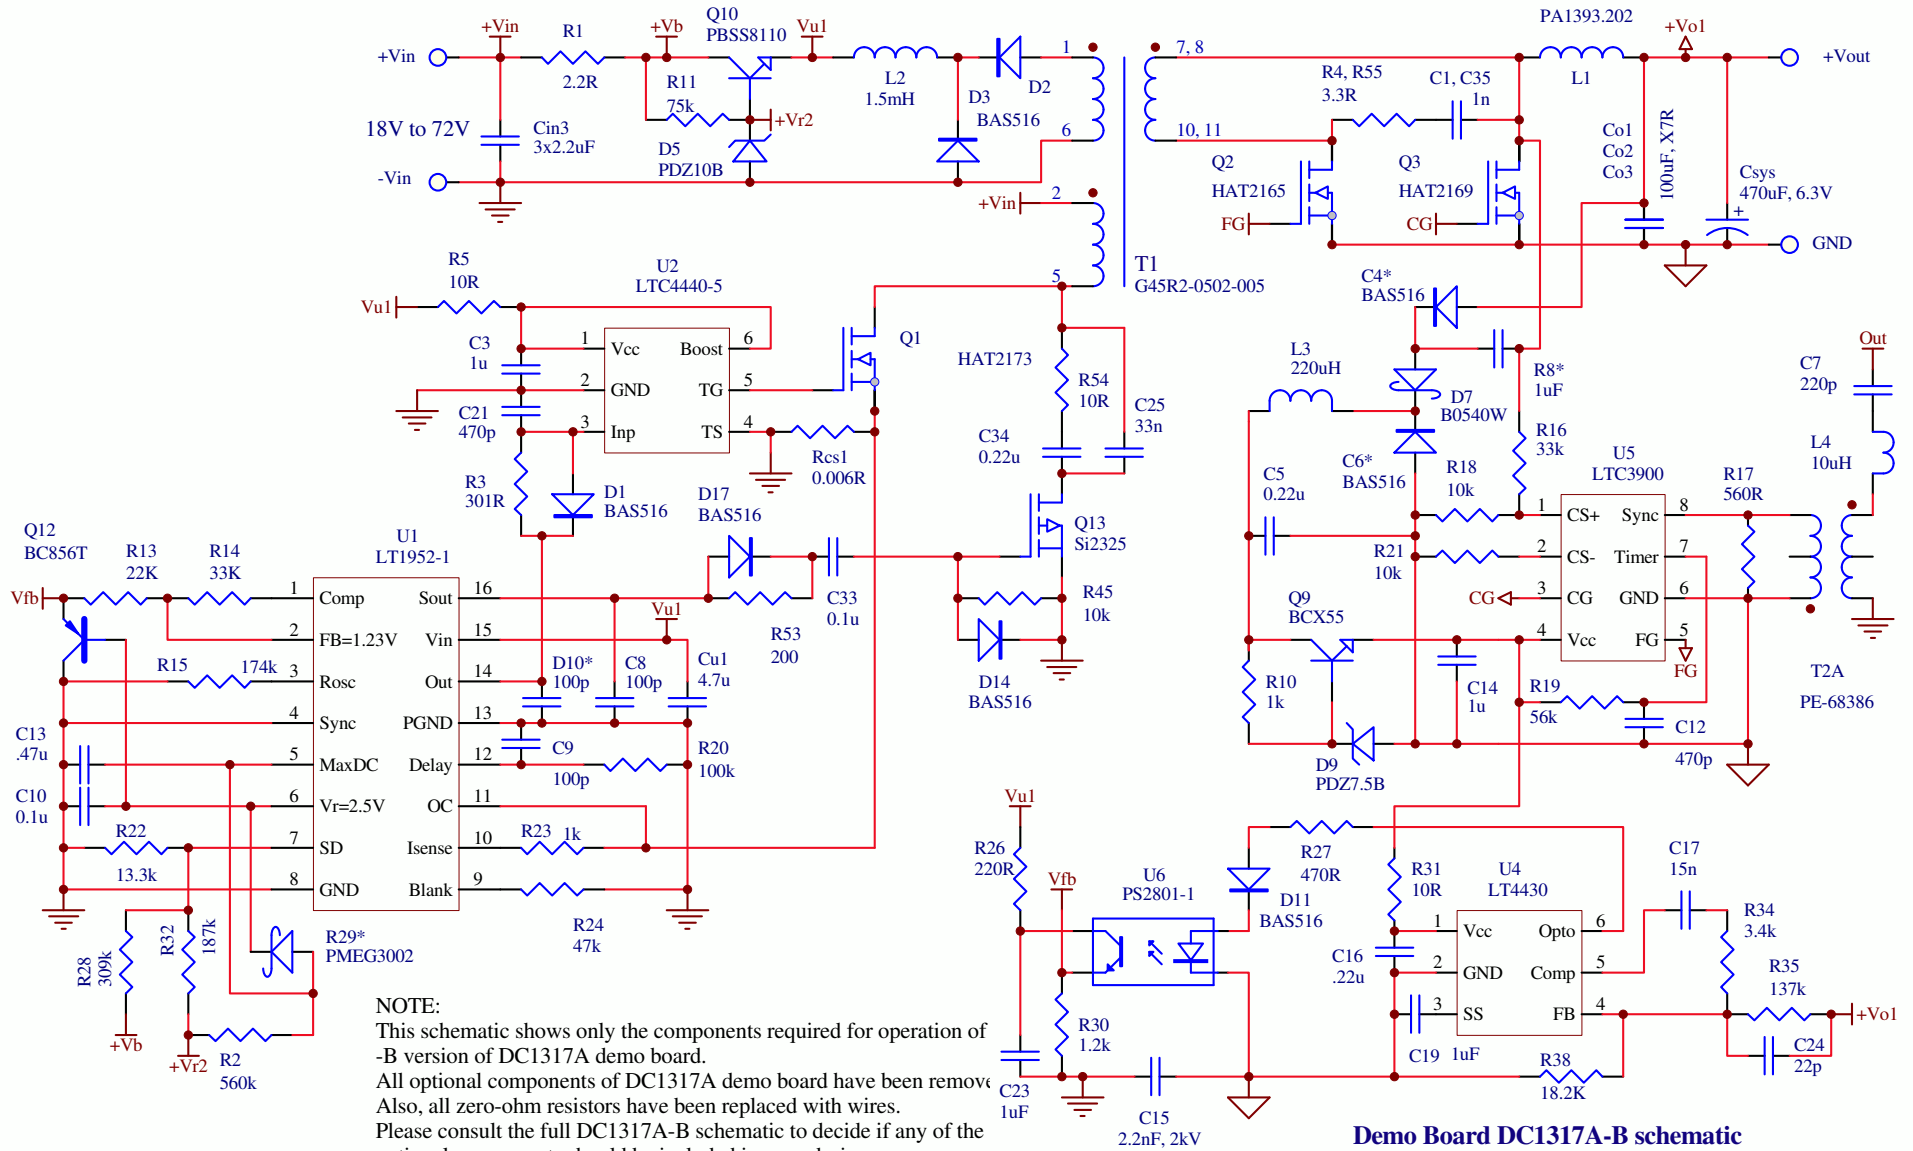 +Vin
+Vin
R1
2.2R
+Vb
Q10
PBSS8110
Vu1
R11
75k
+Vr2
D5
PDZ10B
18V to 72V
Cin3
3x2.2uF
-Vin
L2
1.5mH
D3
BAS516
D2
1
6
2
5
+Vin
T1
G45R2-0502-005
7, 8
10, 11
R4, R55
3.3R
C1, C35
1n
PA1393.202
L1
+Vo1
+Vout
Q2
HAT2165
FG
Q3
HAT2169
CG
Co1
Co2
Co3
100uF, X7R
Csys
470uF, 6.3V
+
GND
R5
10R
Vu1
U2
LTC4440-5
C3
1u
C21
470p
1 Vcc
2 GND
3 Inp
Boost 6
TG 5
TS 4
Q1
HAT2173
R3
301R
D1
BAS516
Rcs1
0.006R
R54
10R
C25
33n
C34
0.22u
Q13
Si2325
D17
BAS516
C33
0.1u
R53
200
R45
10k
D14
BAS516
C4*
BAS516
L3
220uH
D7
B0540W
R8*
1uF
C6*
BAS516
R16
33k
R18
10k
R21
10k
C5
0.22u
U5
LTC3900
1 CS+
2 CS-
3 CG
4 Vcc
Sync 8
Timer 7
GND 6
FG 5
CG
FG
R17
560R
Out
C7
220p
L4
10uH
T2A
PE-68386
Q9
BCX55
R10
1k
D9
PDZ7.5B
C14
1u
R19
56k
C12
470p
Q12
BC856T
Vfb
R13
22K
R14
33K
R15
174k
U1
LT1952-1
1 Comp
2 FB=1.23V
3 Rosc
4 Sync
5 MaxDC
6 Vr=2.5V
7 SD
8 GND
Sout 16
Vin 15
Out 14
PGND 13
Delay 12
OC 11
Isense 10
Blank 9
C13
.47u
C10
0.1u
R22
13.3k
R28
309k
R32
187k
+Vb
+Vr2
R2
560k
R29*
PMEG3002
D10*
100p
C8
100p
Vu1
Cu1
4.7u
C9
100p
R20
100k
R23
1k
R24
47k
Vu1
R26
220R
Vfb
U6
PS2801-1
R30
1.2k
C23
1uF
C15
2.2nF, 2kV
D11
BAS516
R27
470R
R31
10R
C16
.22u
C19
1uF
U4
LT4430
1 Vcc
2 GND
3 SS
Opto 6
Comp 5
FB 4
C17
15n
R34
3.4k
R35
137k
+Vo1
C24
22p
R38
18.2K
NOTE:
This schematic shows only the components required for operation of
-B version of DC1317A demo board.
All optional components of DC1317A demo board have been remove
Also, all zero-ohm resistors have been replaced with wires.
Please consult the full DC1317A-B schematic to decide if any of the
Demo Board DC1317A-B schematic